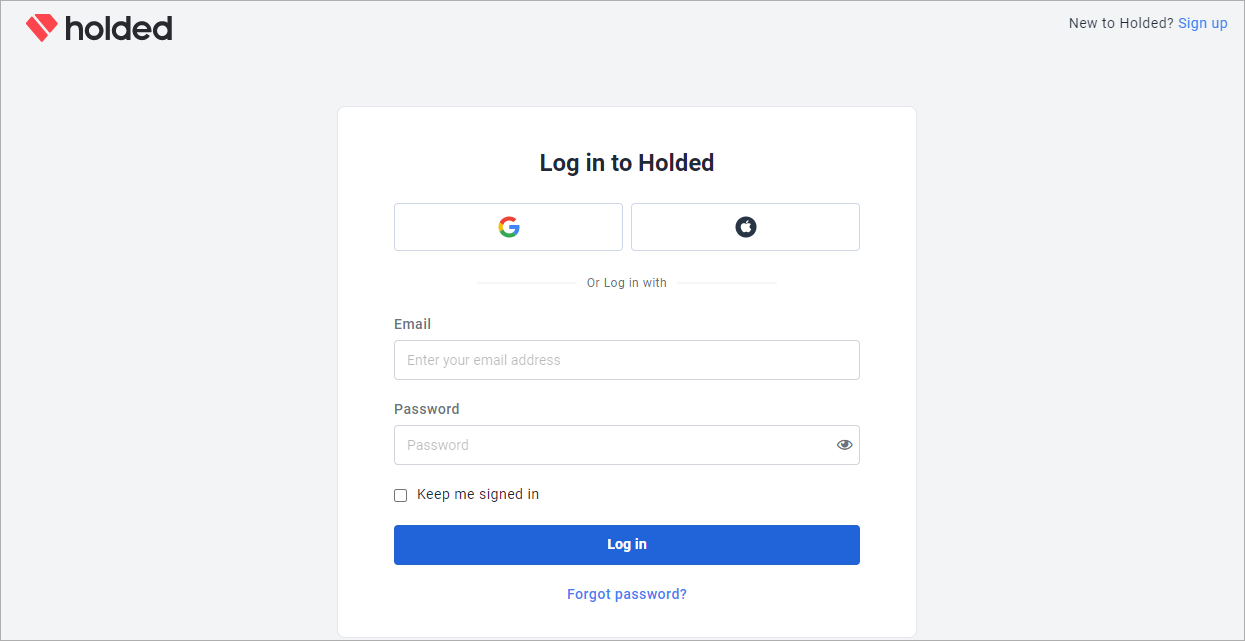 holded
New to Holded? Sign up
Log in to Holded
Or Log in with
Email
Enter your email address
Password
Password
Keep me signed in
Log in
Forgot password?